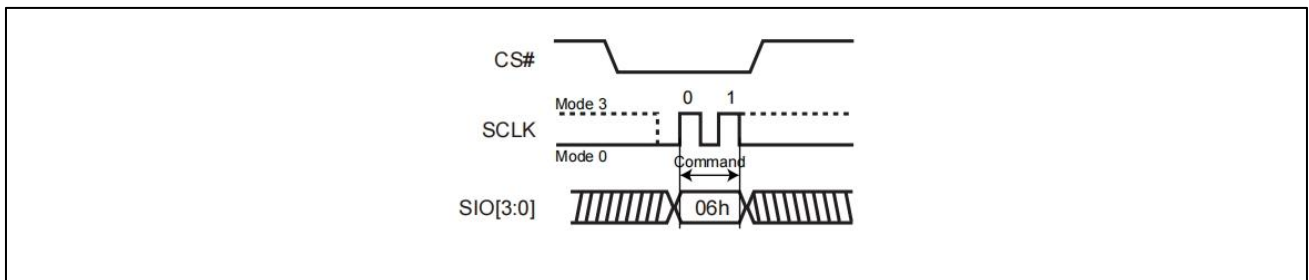 CS#
Mode 3
0 1
SCLK
Mode 0
Command
SIO[3:0]
06h